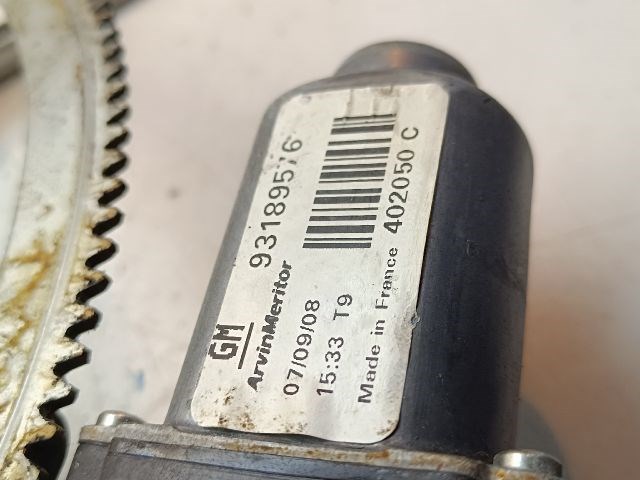 GM 93189576
ArvinMeritor
07/09/08
15:33 T9
Made in France 402050 C